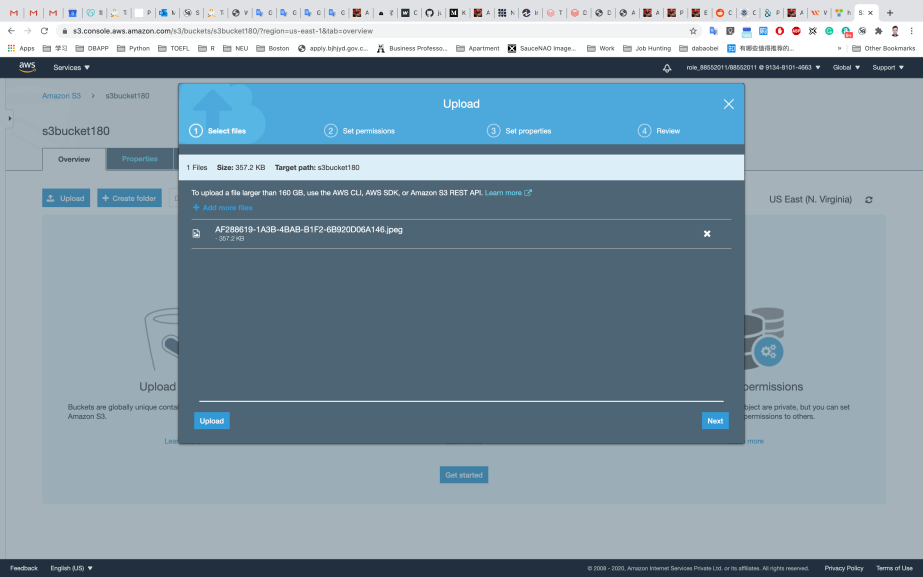 s3.console.aws.amazon.com/s3/buckets/s3bucket180/?region=us-east-1&tab=overview
Apps 学习 DBAPP Python TOEFL R NEU Boston apply.bjhjyd.gov.c... Business Professo... Apartment SauceNAO Image... Work Job Hunting dabaobei 有哪些值得推荐的... » Other Bookmarks
aws Services role_88552011/88552011 @ 9134-8101-4663 Global Support
Amazon S3 > s3bucket180
s3bucket180
Overview Properties
Upload + Create folder
US East (N. Virginia)
Upload
1 Select files 2 Set permissions 3 Set properties 4 Review
1 Files Size: 357.2 KB Target path: s3bucket180
To upload a file larger than 160 GB, use the AWS CLI, AWS SDK, or Amazon S3 REST API. Learn more
+ Add more files
AF288619-1A3B-4BAB-B1F2-6B920D06A146.jpeg
- 357.2 KB
Upload Next
Upload
Buckets are globally unique conta
Amazon S3.
Lea
permissions
bject are private, but you can set
permissions to others.
more
Get started
Feedback English (US) © 2008 - 2020, Amazon Internet Services Private Ltd. or its affiliates. All rights reserved. Privacy Policy Terms of Use